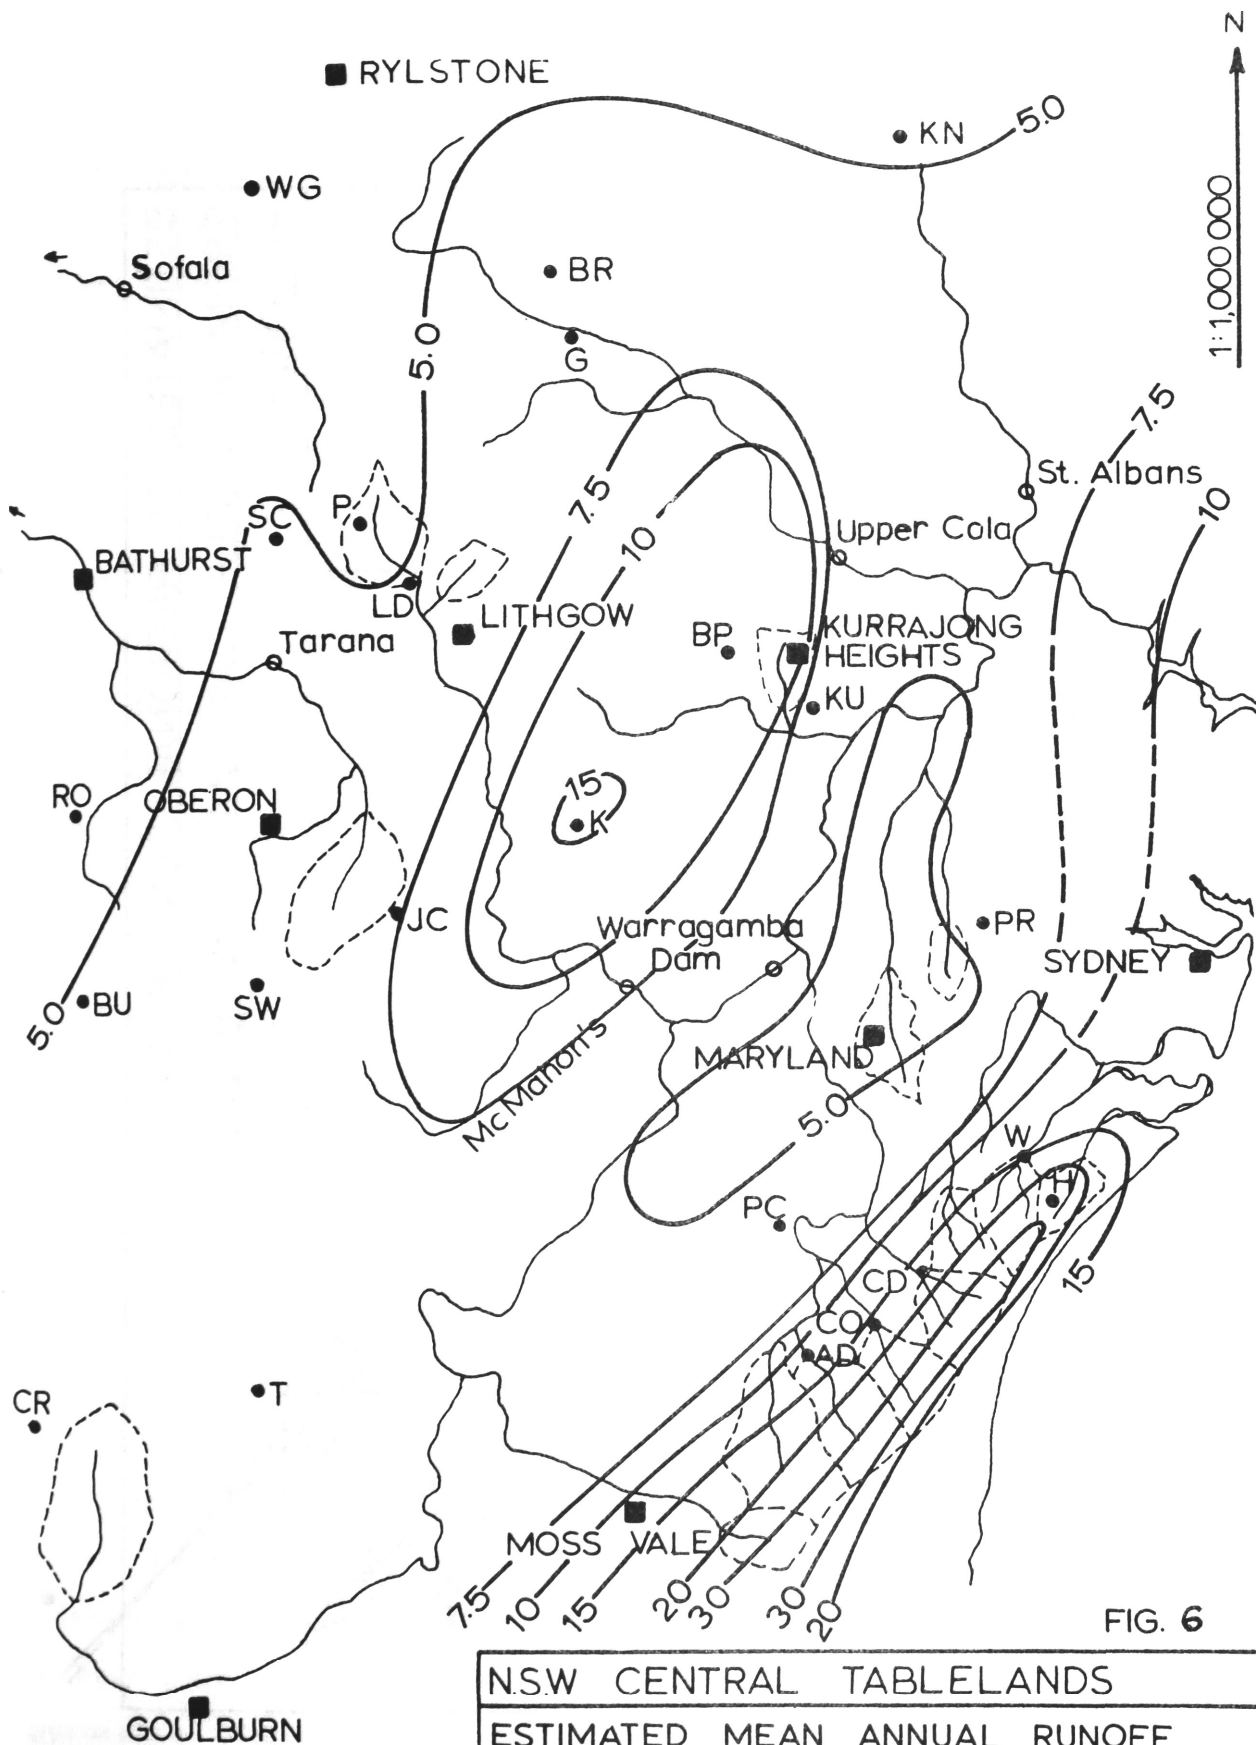 N
RYLSTONE
KN
5.0
WG
1:1,000 000
Sofala
BR
5.0
G
7.5
St. Albans
7.5
10
SC
P
10
Upper Cola
BATHURST
LD
LITHGOW
BP
KURRAJONG
HEIGHTS
Tarana
KU
RO
OBERON
15
K
JC
Warragamba
Dam
PR
SYDNEY
5.0
BU
SW
McMahon's
MARYLAND
5.0
W
H
PC
CD
15
CO
AD
CR
T
MOSS VALE
7.5
10
15
20
30
30
20
FIG. 6
GOULBURN
N.S.W CENTRAL TABLELANDS
ESTIMATED MEAN ANNUAL RUNOFF